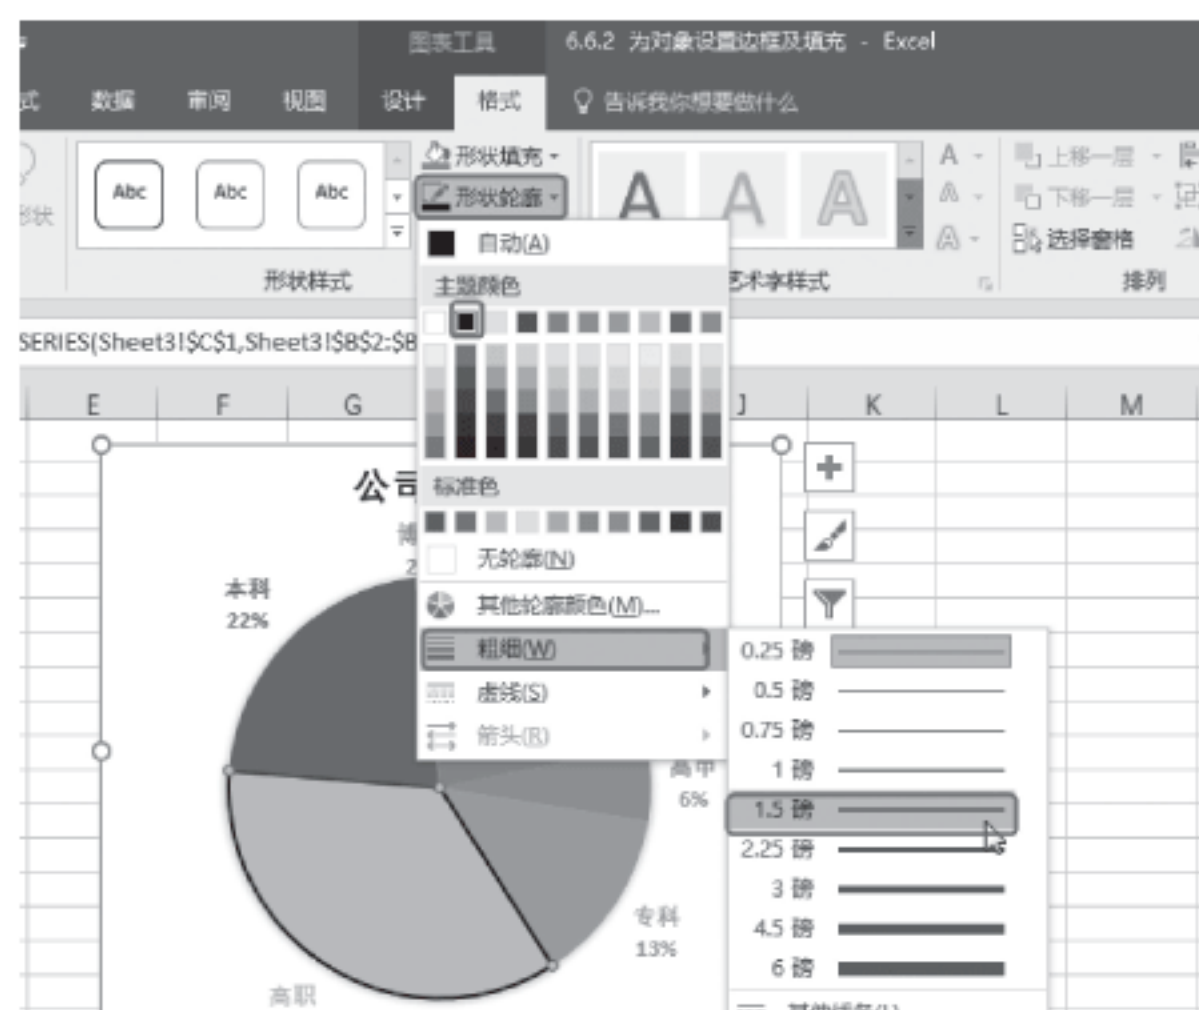 图表工具 6.6.2 为对象设置边框及填充 - Excel
式 数据 审阅 视图 设计 格式 告诉我你想要做什么
Abc Abc Abc
形状填充
形状轮廓
A A A
A
A
A
上移一层
下移一层
选择窗格
形状
形状样式
艺术字样式
排列
自动(A)
主题颜色
SERIES(Sheet3!$C$1,Sheet3!$B$2:$B
E F G J K L M
标准色
无轮廓(N)
其他轮廓颜色(M)...
粗细(W)
虚线(S)
箭头(R)
公司
博
2
本科
22%
高中
6%
专科
13%
高职
0.25 磅
0.5 磅
0.75 磅
1 磅
1.5 磅
2.25 磅
3 磅
4.5 磅
6 磅